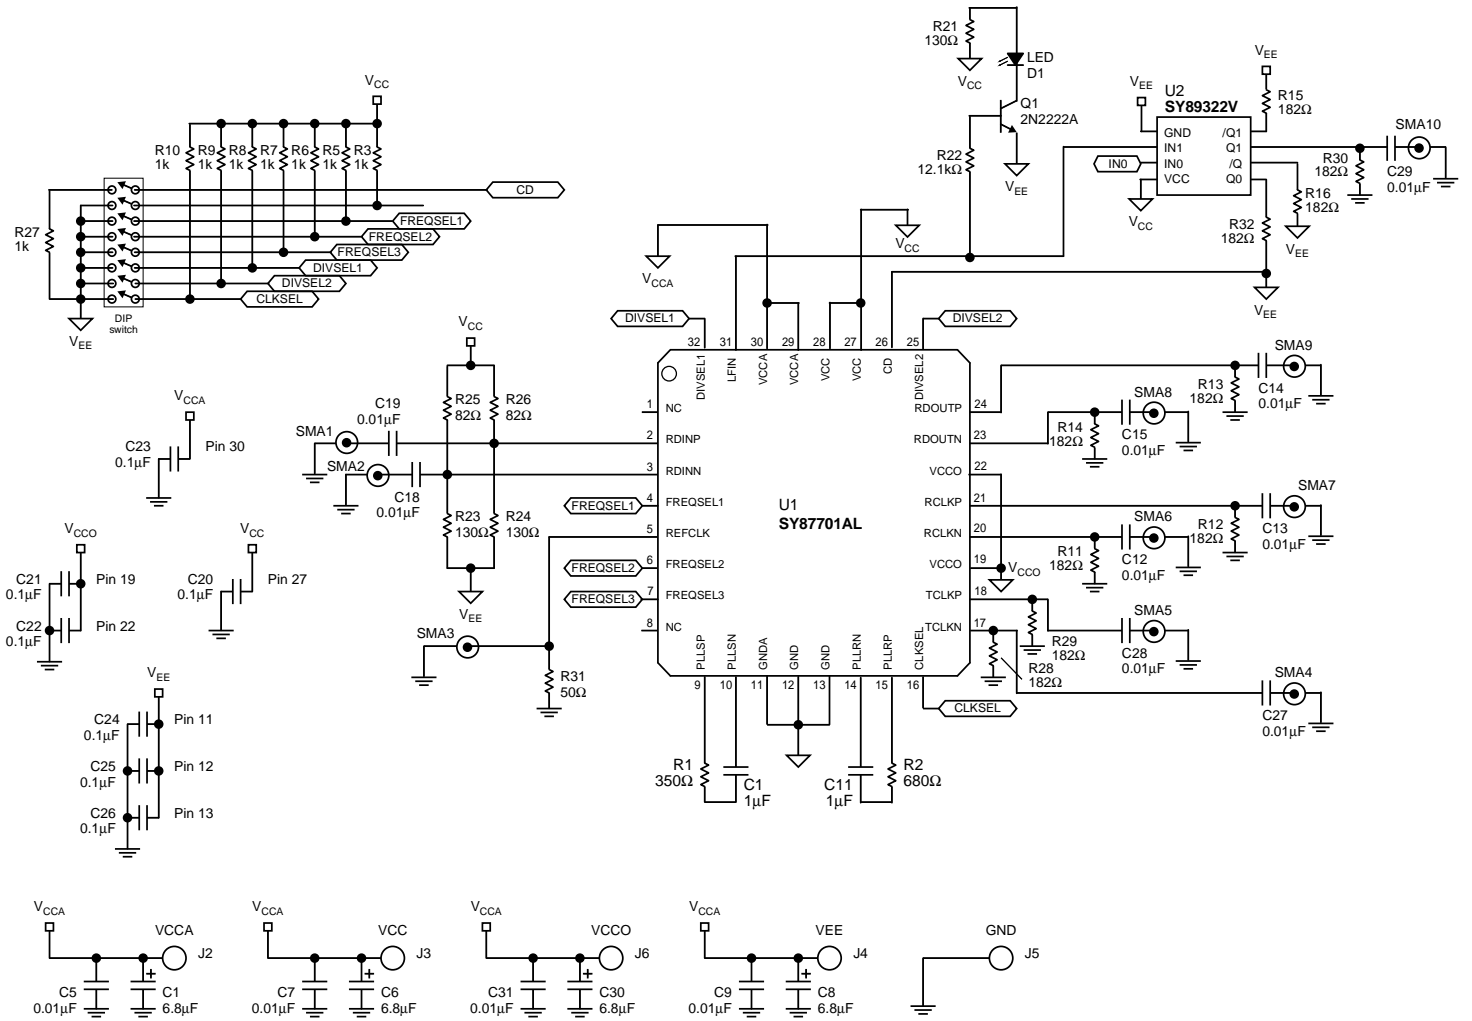 R21
130Ω
VCC
LED
D1
Q1
2N2222A
R22
12.1kΩ
VEE
VEE
U2
SY89322V
GND
IN1
IN0
VCC
/Q1
Q1
/Q
Q0
IN0
VCC
VEE
R15
182Ω
SMA10
R30
182Ω
C29
0.01μF
R16
182Ω
VEE
R32
182Ω
VEE
VCC
R10
1k
R9
1k
R8
1k
R7
1k
R6
1k
R5
1k
R3
1k
CD
FREQSEL1
FREQSEL2
FREQSEL3
DIVSEL1
DIVSEL2
CLKSEL
R27
1k
DIP
switch
VEE
VCCA
VCC
DIVSEL1
DIVSEL2
32
31
30
29
28
27
26
25
DIVSEL1
LFIN
VCCA
VCCA
VCC
VCC
CD
DIVSEL2
VCC
R25
82Ω
R26
82Ω
C19
0.01μF
SMA1
SMA2
C18
0.01μF
R23
130Ω
R24
130Ω
VEE
FREQSEL1
FREQSEL2
FREQSEL3
SMA3
R31
50Ω
1 NC
2 RDINP
3 RDINN
4 FREQSEL1
5 REFCLK
6 FREQSEL2
7 FREQSEL3
8 NC
U1
SY87701AL
RDOUTP 24
RDOUTN 23
VCCO 22
RCLKP 21
RCLKN 20
VCCO 19
TCLKP 18
TCLKN 17
PLLSP
PLLSN
GNDA
GND
GND
PLLRN
PLLRP
CLKSEL
9
10
11
12
13
14
15
16
CLKSEL
R1
350Ω
C1
1μF
C11
1μF
R2
680Ω
SMA9
R13
182Ω
C14
0.01μF
SMA8
R14
182Ω
C15
0.01μF
SMA7
R12
182Ω
C13
0.01μF
SMA6
R11
182Ω
C12
0.01μF
VCCO
SMA5
R29
182Ω
C28
0.01μF
R28
182Ω
SMA4
C27
0.01μF
VCCA
C23
0.1μF
Pin 30
VCCO
C21
0.1μF
Pin 19
C22
0.1μF
Pin 22
VCC
C20
0.1μF
Pin 27
VEE
C24
0.1μF
Pin 11
C25
0.1μF
Pin 12
C26
0.1μF
Pin 13
VCCA
VCCA
J2
C5
0.01μF
+
C1
6.8μF
VCCA
VCC
J3
C7
0.01μF
+
C6
6.8μF
VCCA
VCCO
J6
C31
0.01μF
+
C30
6.8μF
VCCA
VEE
J4
C9
0.01μF
+
C8
6.8μF
GND
J5